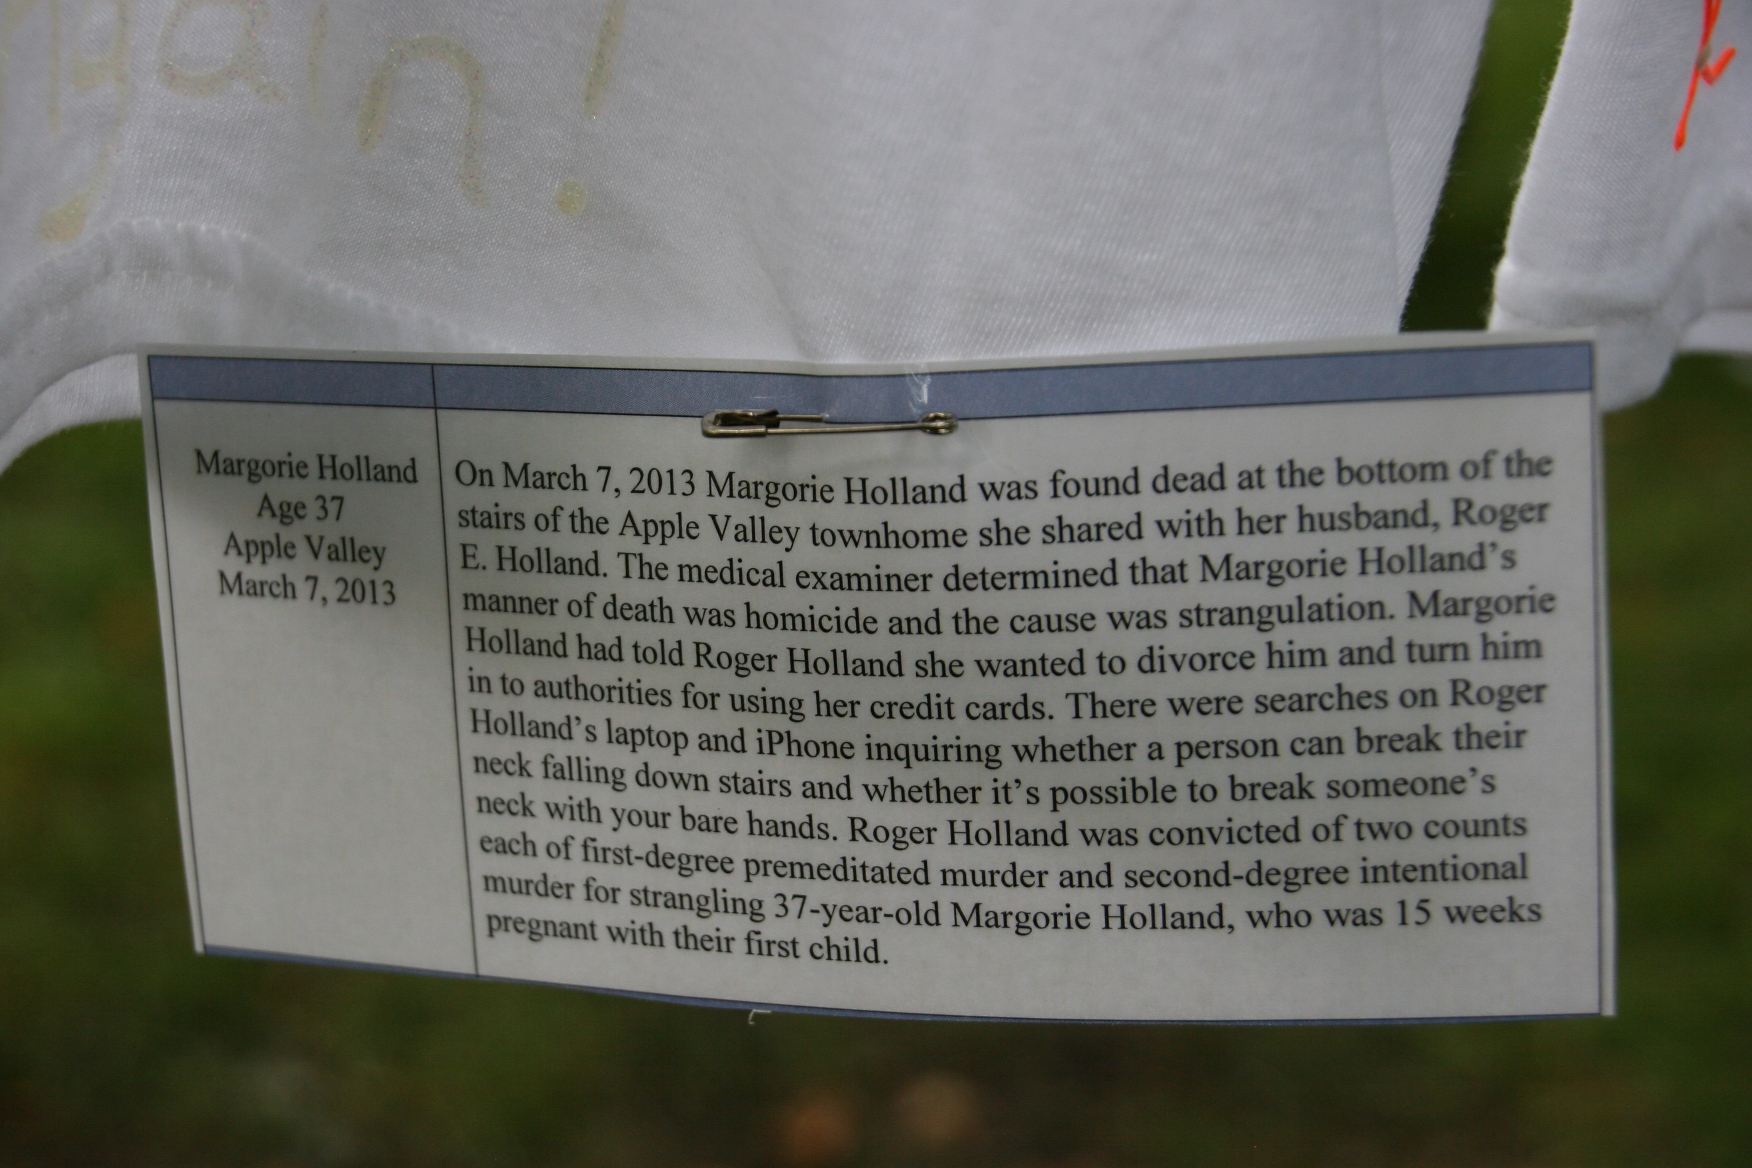 Again!
Margorie Holland
Age 37
Apple Valley
March 7, 2013
On March 7, 2013 Margorie Holland was found dead at the bottom of the
stairs of the Apple Valley townhome she shared with her husband, Roger
E. Holland. The medical examiner determined that Margorie Holland's
manner of death was homicide and the cause was strangulation. Margorie
Holland had told Roger Holland she wanted to divorce him and turn him
in to authorities for using her credit cards. There were searches on Roger
Holland's laptop and iPhone inquiring whether a person can break their
neck falling down stairs and whether it's possible to break someone's
neck with your bare hands. Roger Holland was convicted of two counts
each of first-degree premeditated murder and second-degree intentional
murder for strangling 37-year-old Margorie Holland, who was 15 weeks
pregnant with their first child.